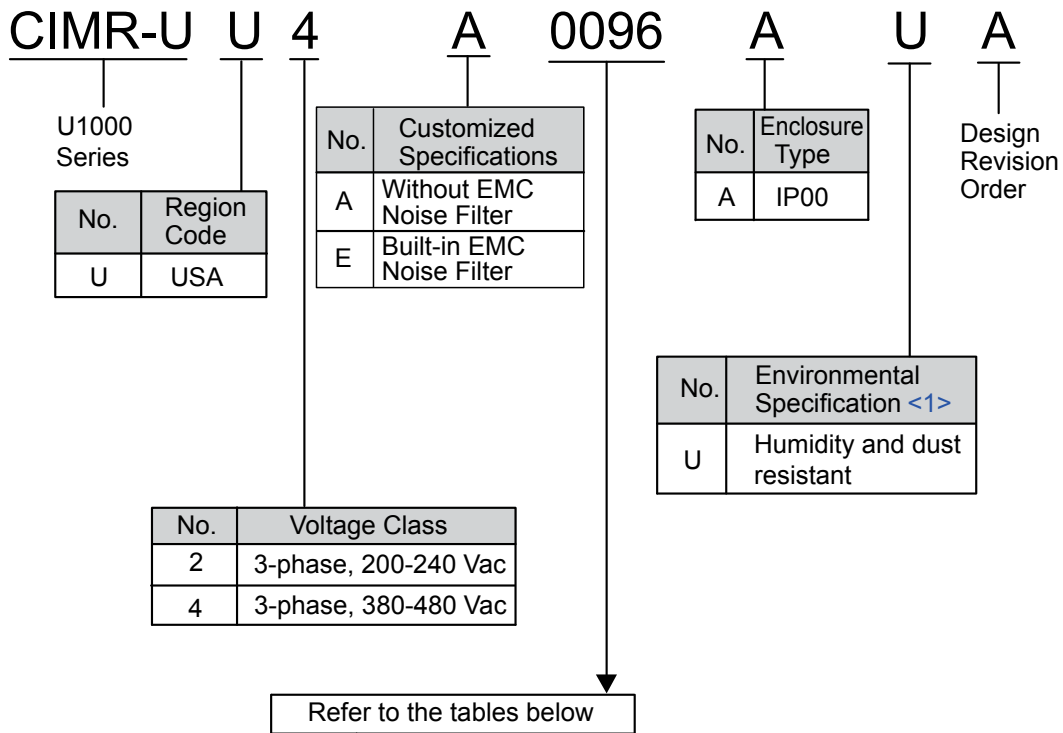 CIMR-U U 4 A 0096 A U A
U1000
Series
No. Region
Code
U USA
No. Customized
Specifications
A Without EMC
Noise Filter
E Built-in EMC
Noise Filter
No. Enclosure
Type
A IP00
Design
Revision
Order
No. Environmental
Specification <1>
U Humidity and dust
resistant
No. Voltage Class
2 3-phase, 200-240 Vac
4 3-phase, 380-480 Vac
Refer to the tables below